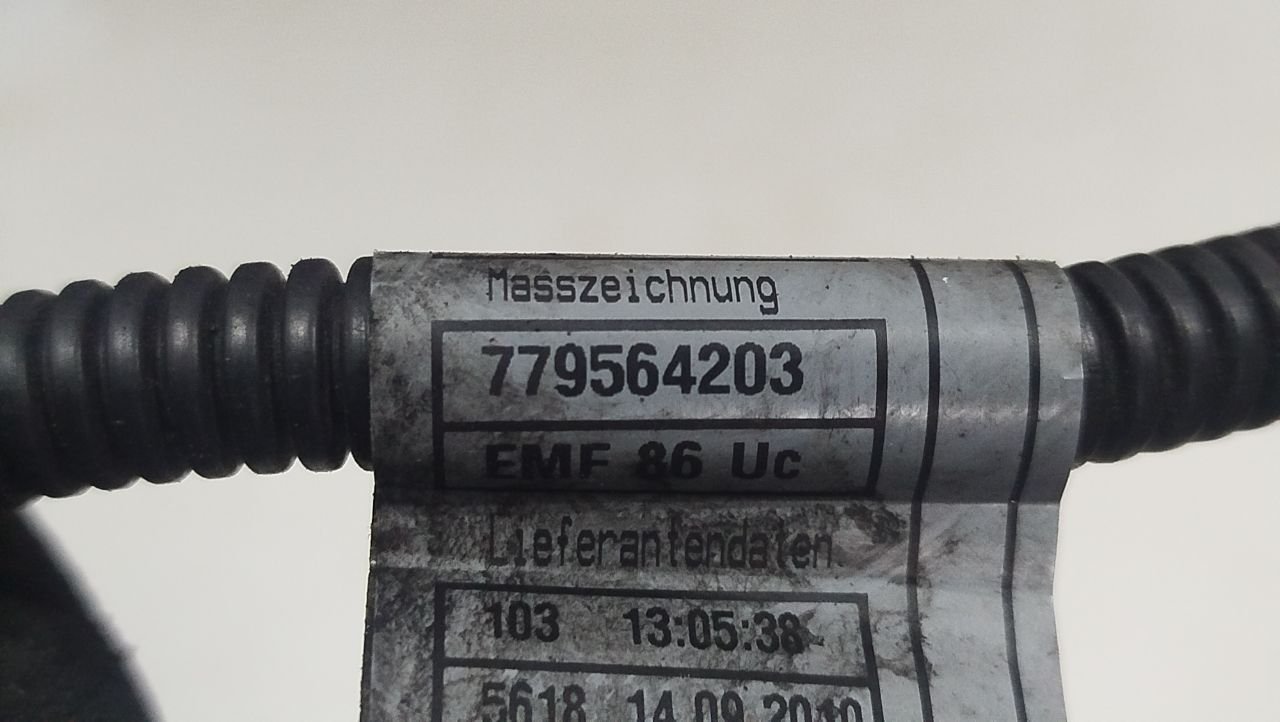 Masszeichnung
779564203
EMF 86 Uc
Lieferantendaten
103 13:05:38
5618 14.09.2010